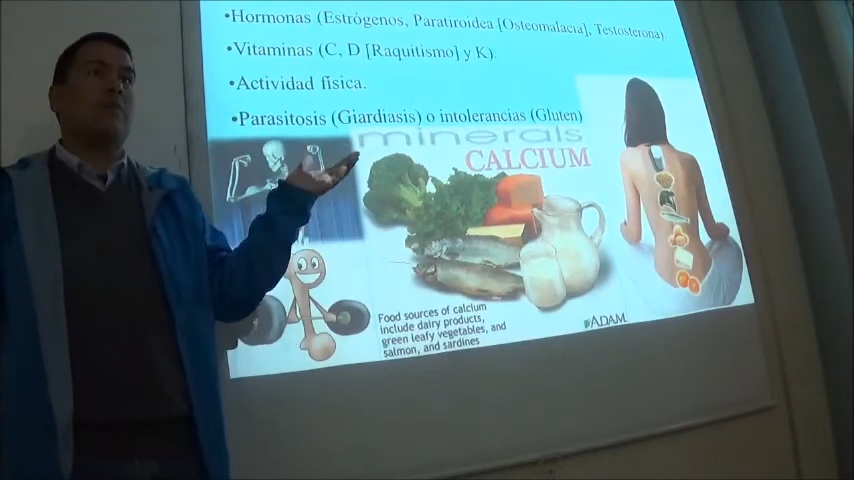 •Hormonas (Estrógenos, Paratiroidea [Osteomalacia], Testosterona).
•Vitaminas (C, D [Raquitismo] y K).
•Actividad física.
•Parasitosis (Giardiasis) o intolerancias (Gluten)
minerals
CALCIUM
Food sources of calcium
include dairy products,
green leafy vegetables, and
salmon, and sardines
ADAM